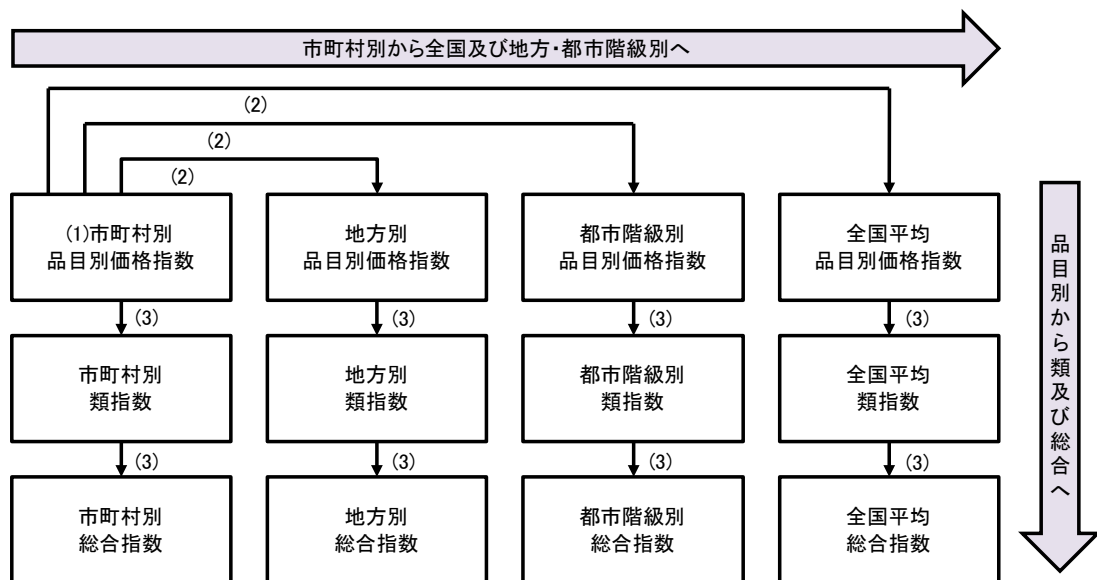 市町村別から全国及び地方・都市階級別へ
(2)
(2)
(2)
(1)市町村別
品目別価格指数
地方別
品目別価格指数
都市階級別
品目別価格指数
全国平均
品目別価格指数
(3)
(3)
(3)
(3)
市町村別
類指数
地方別
類指数
都市階級別
類指数
全国平均
類指数
(3)
(3)
(3)
(3)
市町村別
総合指数
地方別
総合指数
都市階級別
総合指数
全国平均
総合指数
品目別から類及び総合へ